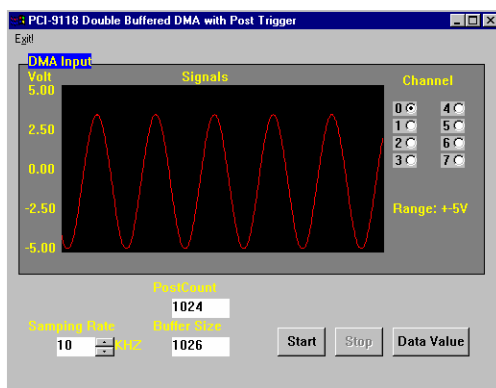 PCI-9118 Double Buffered DMA with Post Trigger
Exit!
DMA Input
Volt
Signals
Channel
5.00
2.50
0.00
-2.50
-5.00
0
4
1
5
2
6
3
7
Range: +-5V
PostCount
1024
Samping Rate
Buffer Size
10
KHZ
1026
Start
Stop
Data Value